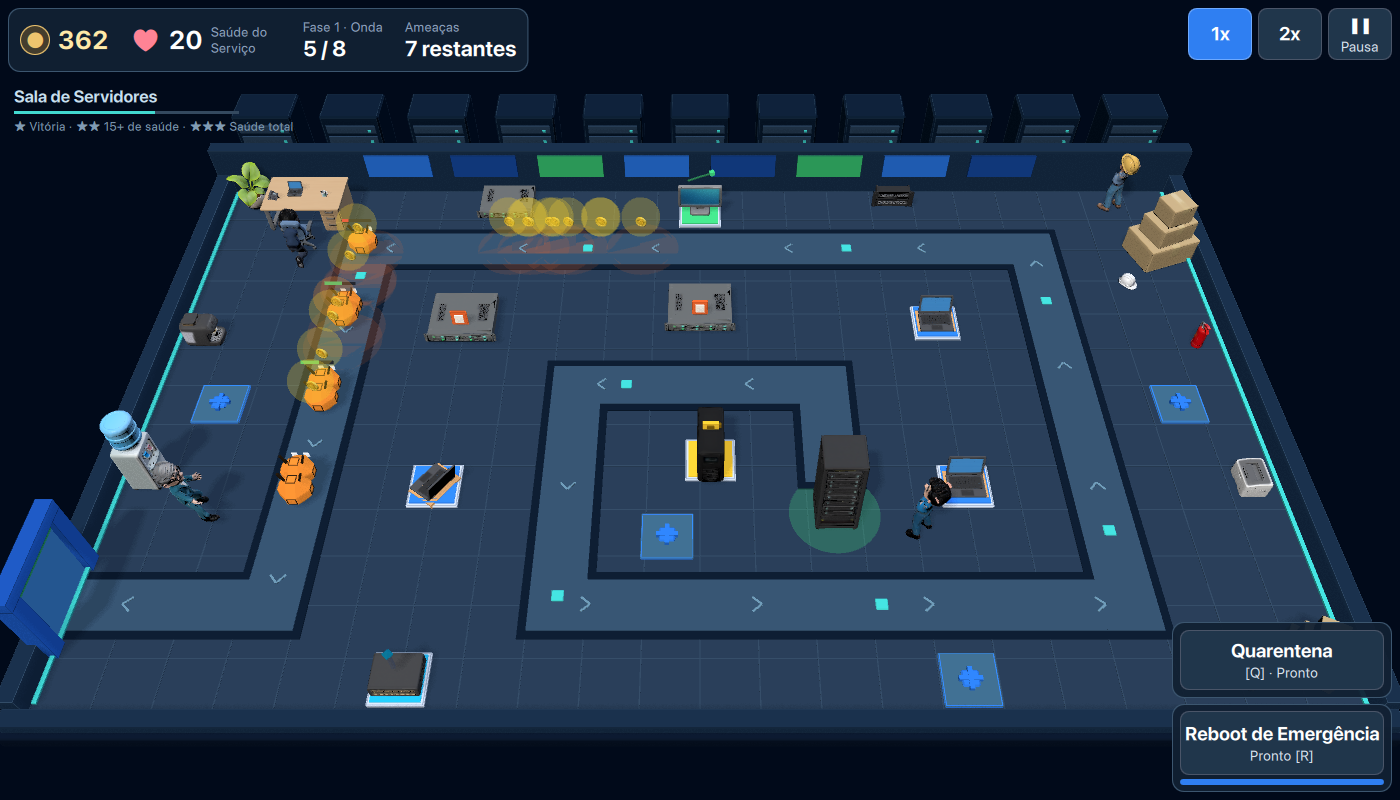 362
20
Saúde do
Serviço
Fase 1 · Onda
5 / 8
Ameaças
7 restantes
1x
2x
Pausa
Sala de Servidores
★ Vitória · ★★ 15+ de saúde · ★★★ Saúde total
Quarentena
[Q] · Pronto
Reboot de Emergência
Pronto [R]